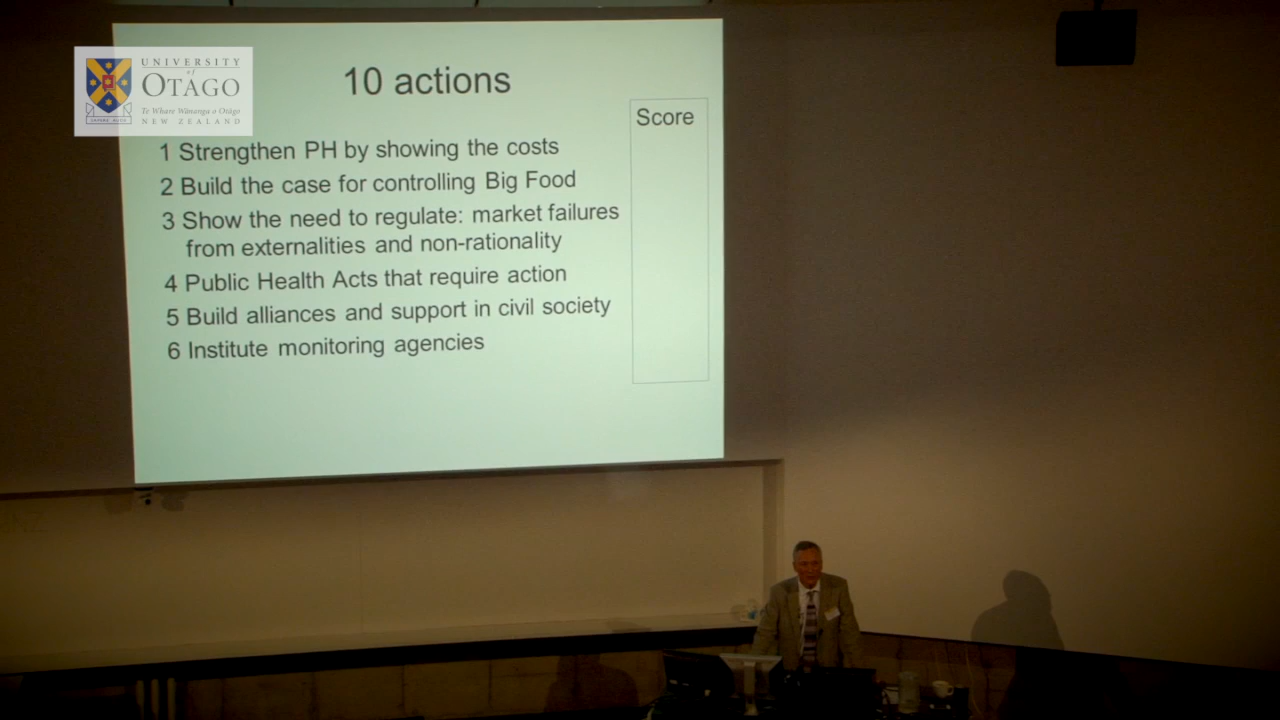 UNIVERSITY
of
OTAGO
Te Whare Wānanga o Otāgo
NEW ZEALAND
SAPERE AUDE
10 actions
Score
1 Strengthen PH by showing the costs
2 Build the case for controlling Big Food
3 Show the need to regulate: market failures
from externalities and non-rationality
4 Public Health Acts that require action
5 Build alliances and support in civil society
6 Institute monitoring agencies